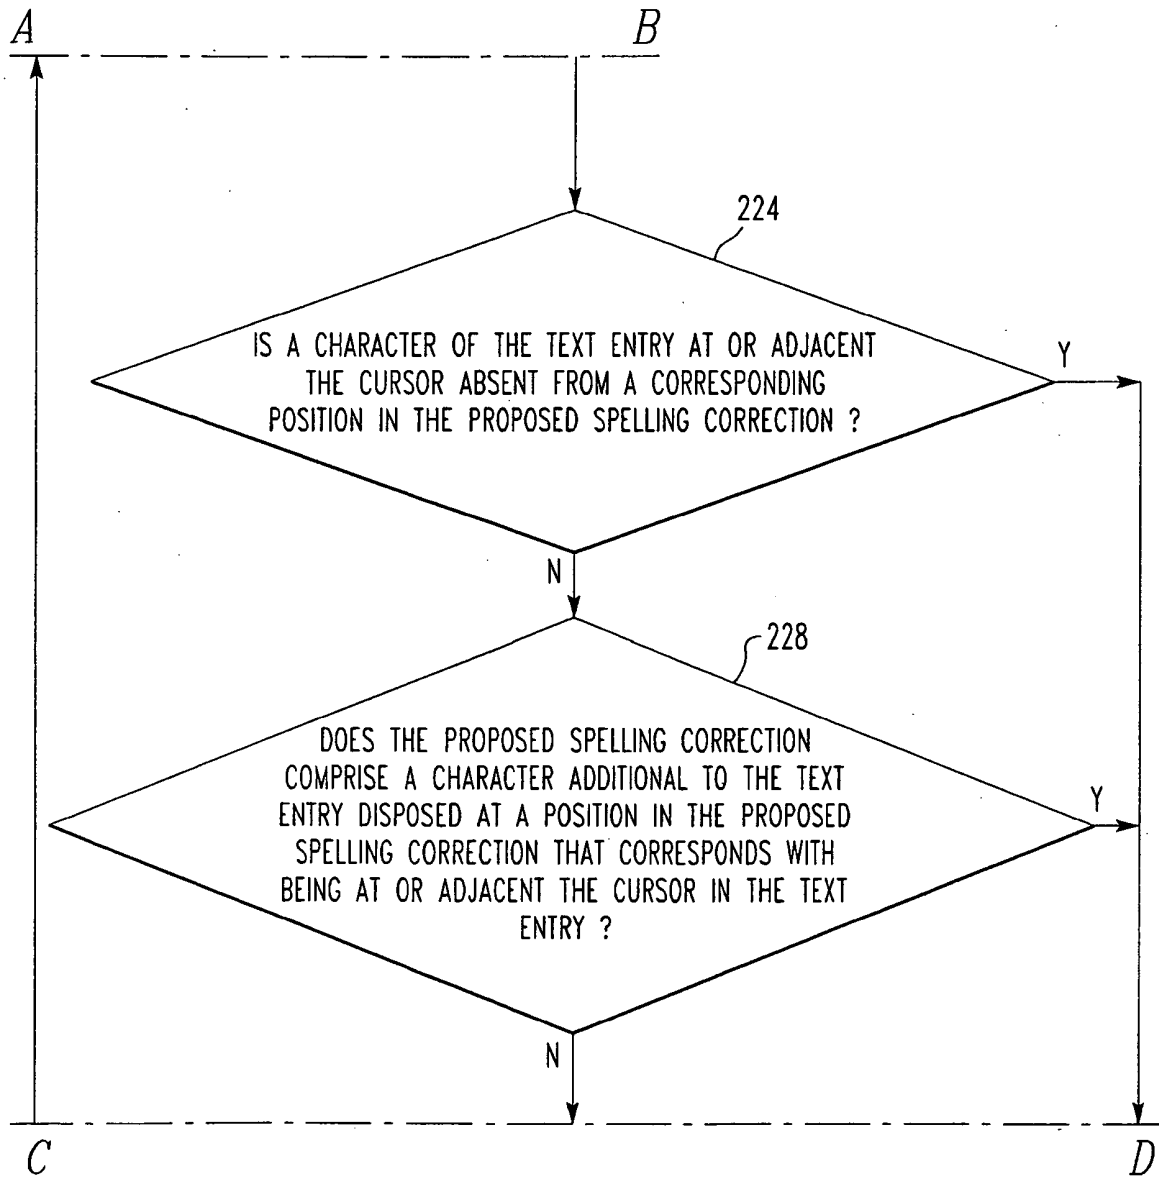 A
B
224
IS A CHARACTER OF THE TEXT ENTRY AT OR ADJACENT
THE CURSOR ABSENT FROM A CORRESPONDING
POSITION IN THE PROPOSED SPELLING CORRECTION ?
Y
N
228
DOES THE PROPOSED SPELLING CORRECTION
COMPRISE A CHARACTER ADDITIONAL TO THE TEXT
ENTRY DISPOSED AT A POSITION IN THE PROPOSED
SPELLING CORRECTION THAT CORRESPONDS WITH
BEING AT OR ADJACENT THE CURSOR IN THE TEXT
ENTRY ?
Y
N
C
D